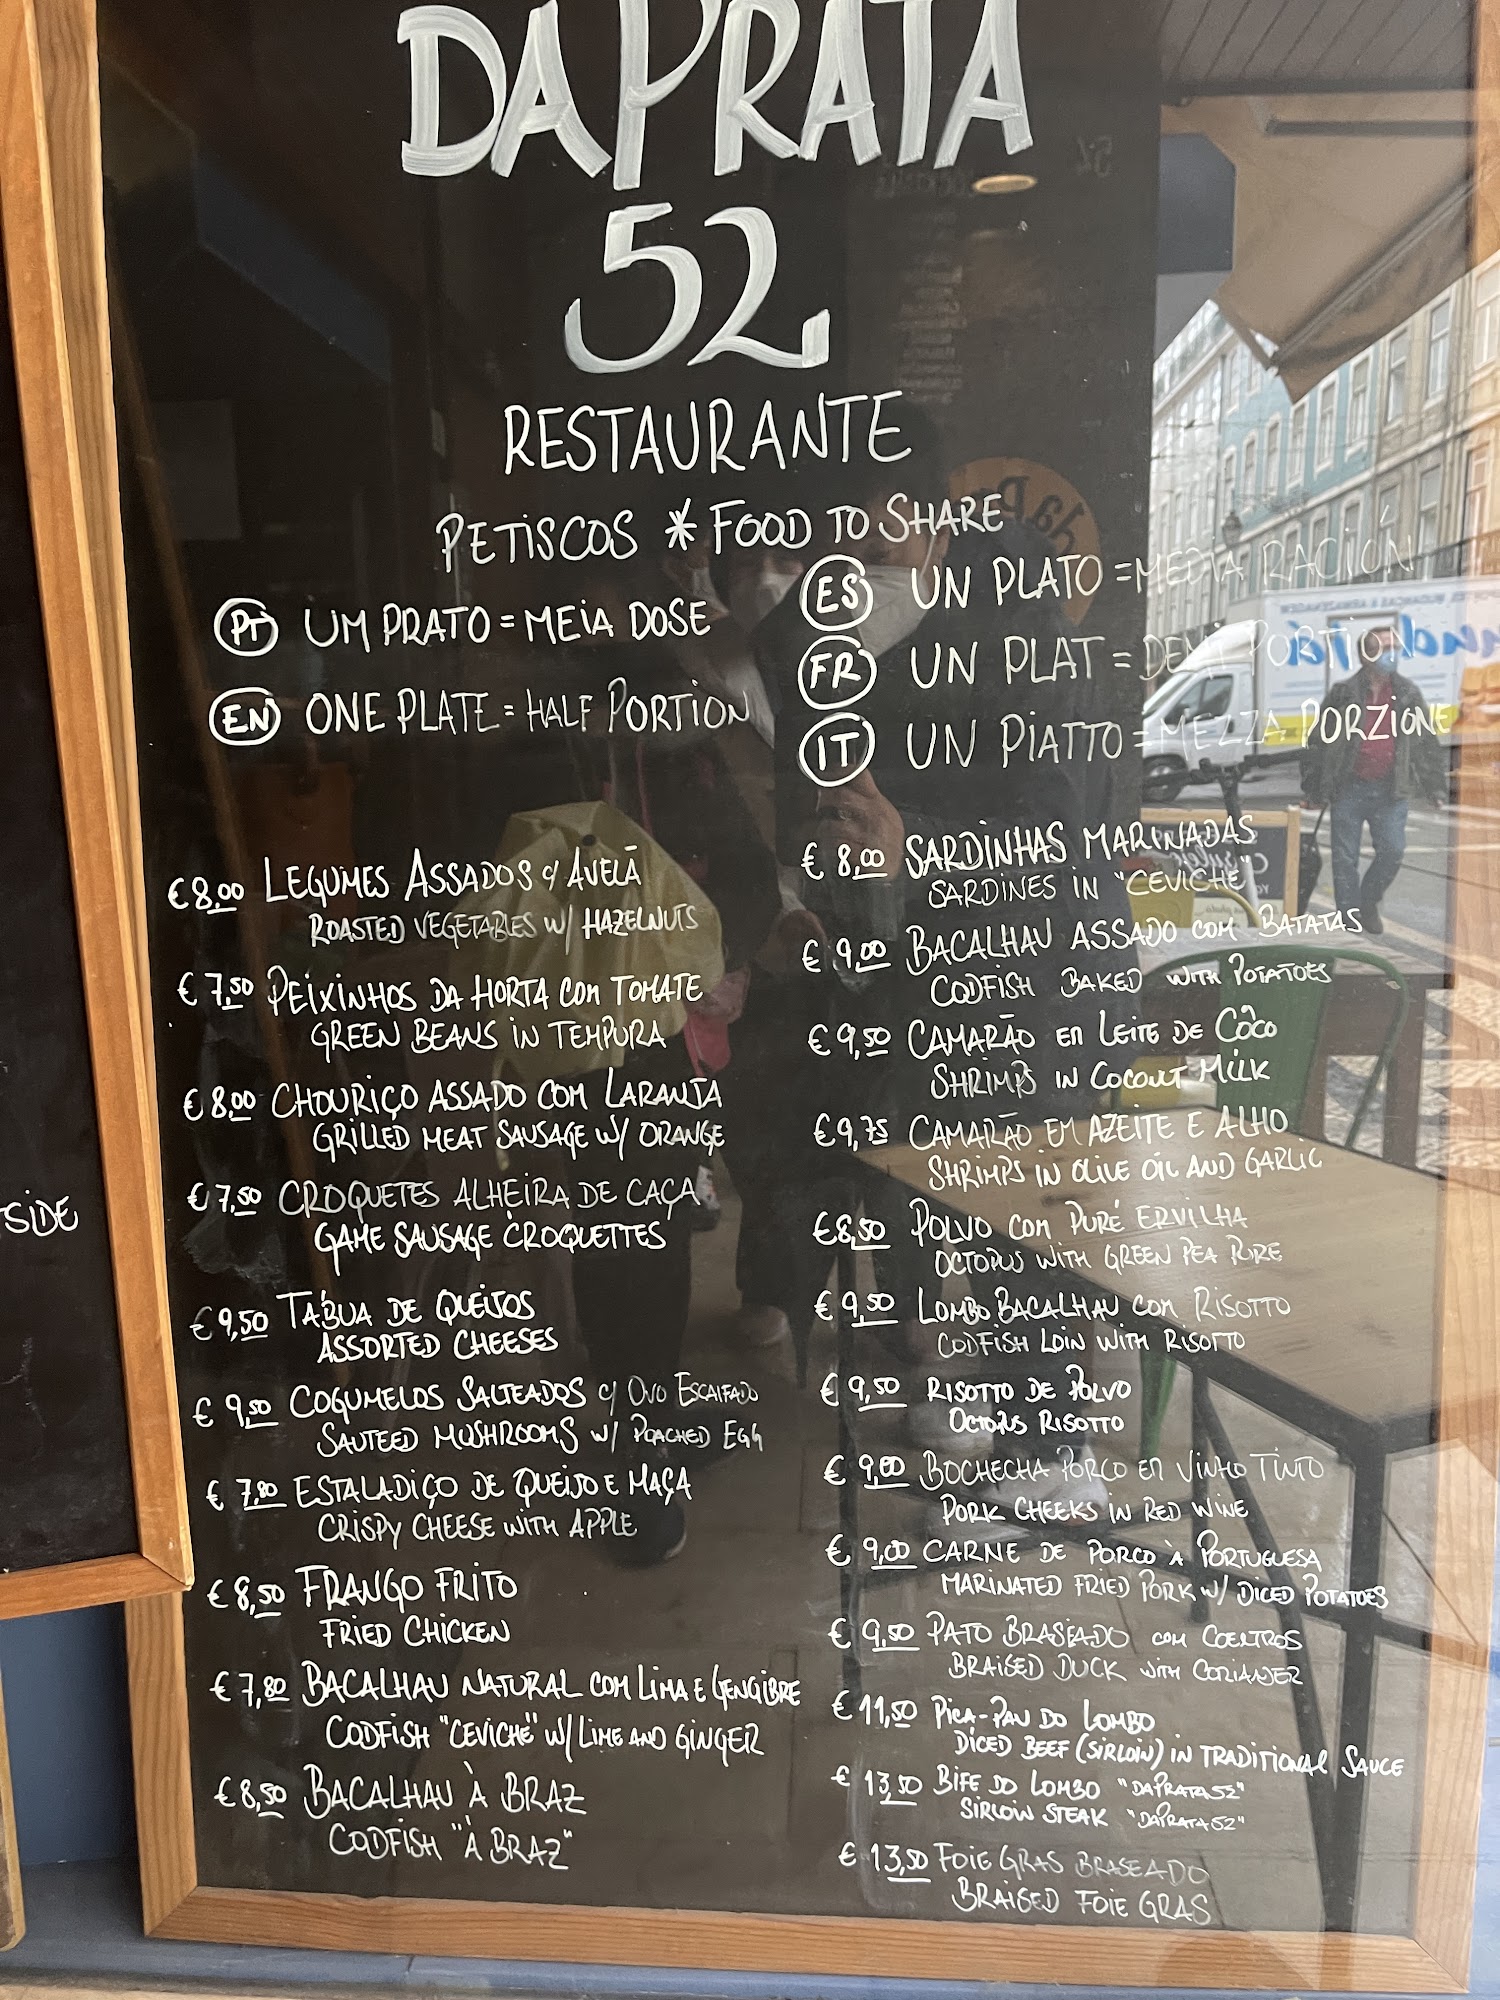 DAPRATA
52
RESTAURANTE
PETISCOS * FOOD TO SHARE
PT UM PRATO = MEIA DOSE
EN ONE PLATE = HALF PORTION
ES UN PLATO = MEDIA RACIÓN
FR UN PLAT = DEMI PORTION
IT UN PIATTO = MEZZA PORZIONE
€ 8,00 LEGUMES ASSADOS c/ AVELÃ
ROASTED VEGETABLES W/ HAZELNUTS
€ 7,50 PEIXINHOS DA HORTA COM TOMATE
GREEN BEANS IN TEMPURA
€ 8,00 CHOURIÇO ASSADO COM LARANJA
GRILLED MEAT SAUSAGE W/ ORANGE
€ 7,50 CROQUETES ALHEIRA DE CAÇA
GAME SAUSAGE CROQUETTES
€ 9,50 TÁBUA DE QUEIJOS
ASSORTED CHEESES
€ 9,50 COGUMELOS SALTEADOS c/ OVO ESCALFADO
SAUTEED MUSHROOMS W/ POACHED EGG
€ 7,80 ESTALADIÇO DE QUEIJO E MAÇA
CRISPY CHEESE WITH APPLE
€ 8,50 FRANGO FRITO
FRIED CHICKEN
€ 7,80 BACALHAU NATURAL COM LIMA E GENGIBRE
CODFISH "CEVICHE" W/ LIME AND GINGER
€ 8,50 BACALHAU À BRAZ
CODFISH "À BRAZ"
€ 8,00 SARDINHAS MARINADAS
SARDINES IN "CEVICHE"
€ 9,00 BACALHAU ASSADO COM BATATAS
CODFISH BAKED WITH POTATOES
€ 9,50 CAMARÃO EM LEITE DE CÔCO
SHRIMPS IN COCONUT MILK
€ 9,75 CAMARÃO EM AZEITE E ALHO
SHRIMPS IN OLIVE OIL AND GARLIC
€ 8,50 POLVO COM PURÉ ERVILHA
OCTOPUS WITH GREEN PEA PURE
€ 9,50 LOMBO BACALHAU COM RISOTTO
CODFISH LOIN WITH RISOTTO
€ 9,50 RISOTTO DE POLVO
OCTOPUS RISOTTO
€ 9,00 BOCHECHA PORCO EM VINHO TINTO
PORK CHEEKS IN RED WINE
€ 9,00 CARNE DE PORCO À PORTUGUESA
MARINATED FRIED PORK W/ DICED POTATOES
€ 9,50 PATO BRASEADO COM COENTROS
BRAISED DUCK WITH CORIANDER
€ 11,50 PICA-PAU DO LOMBO
DICED BEEF (SIRLOIN) IN TRADITIONAL SAUCE
€ 13,50 BIFE DO LOMBO "DAPRATA52"
SIRLOIN STEAK "DAPRATA52"
€ 13,50 FOIE GRAS BRASEADO
BRAISED FOIE GRAS
SIDE